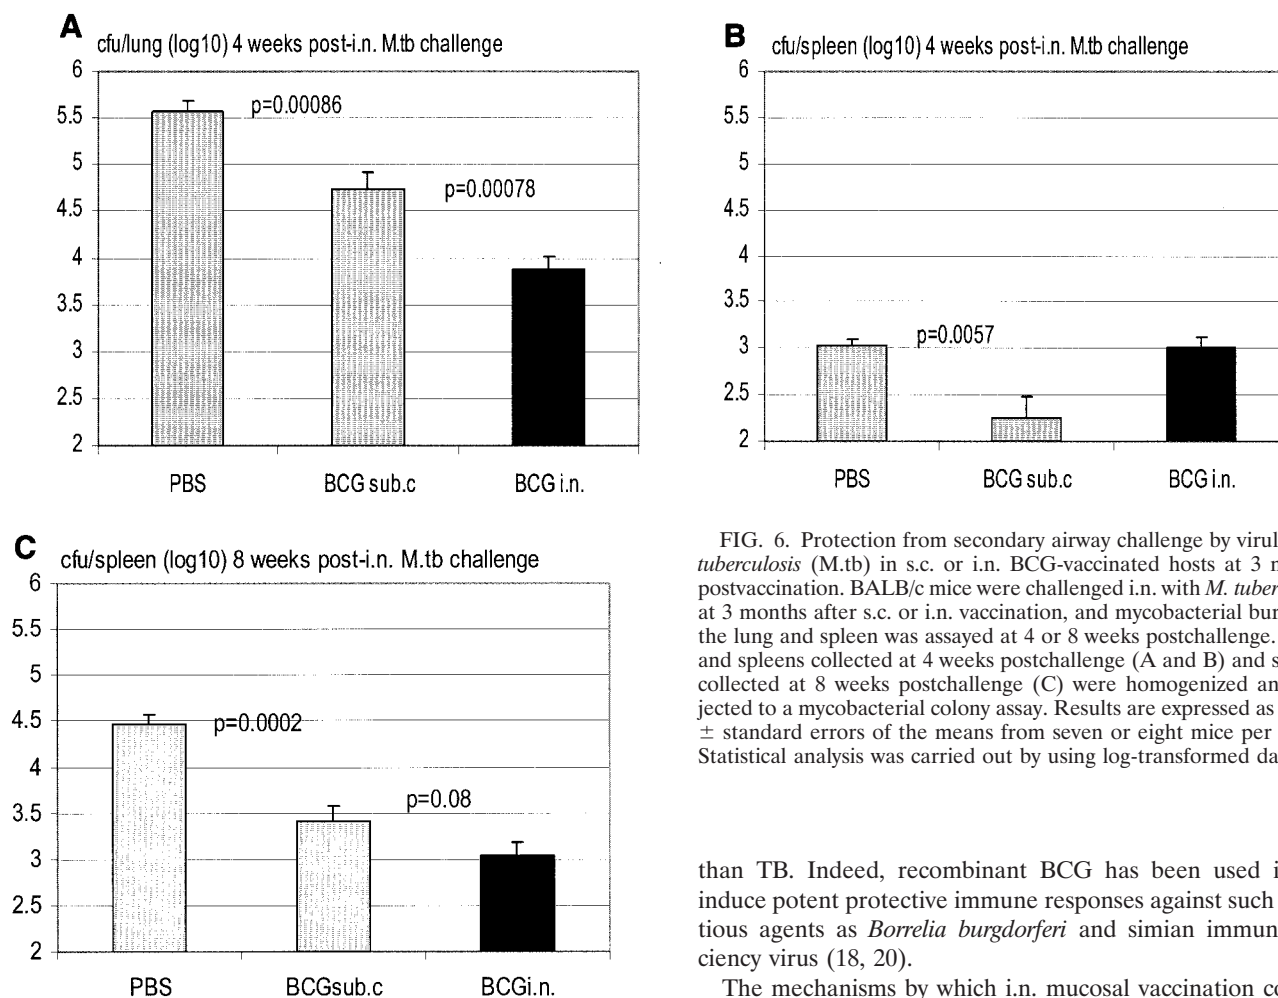 A
cfu/lung (log10) 4 weeks post-i.n. M.tb challenge
6
5.5
5
4.5
4
3.5
3
2.5
2
p=0.00086
p=0.00078
PBS
BCG sub.c
BCG i.n.
B
cfu/spleen (log10) 4 weeks post-i.n. M.tb challenge
6
5.5
5
4.5
4
3.5
3
2.5
2
p=0.0057
PBS
BCG sub.c
BCG i.n.
C
cfu/spleen (log10) 8 weeks post-i.n. M.tb challenge
6
5.5
5
4.5
4
3.5
3
2.5
2
p=0.0002
p=0.08
PBS
BCGsub.c
BCGi.n.
FIG. 6. Protection from secondary airway challenge by virul
tuberculosis (M.tb) in s.c. or i.n. BCG-vaccinated hosts at 3 m
postvaccination. BALB/c mice were challenged i.n. with M. tuber
at 3 months after s.c. or i.n. vaccination, and mycobacterial bur
the lung and spleen was assayed at 4 or 8 weeks postchallenge.
and spleens collected at 4 weeks postchallenge (A and B) and s
collected at 8 weeks postchallenge (C) were homogenized an
jected to a mycobacterial colony assay. Results are expressed as
± standard errors of the means from seven or eight mice per
Statistical analysis was carried out by using log-transformed da
than TB. Indeed, recombinant BCG has been used i
induce potent protective immune responses against such
tious agents as Borrelia burgdorferi and simian immun
ciency virus (18, 20).
The mechanisms by which i.n. mucosal vaccination co